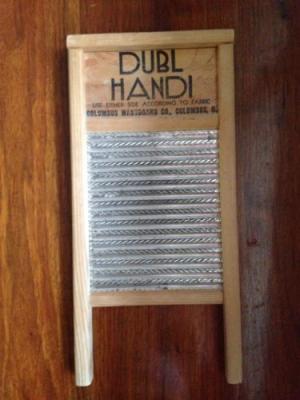 DUBL
HANDI
USE EITHER SIDE ACCORDING TO FABRIC
COLUMBUS WASHBOARD CO., COLUMBUS, O.